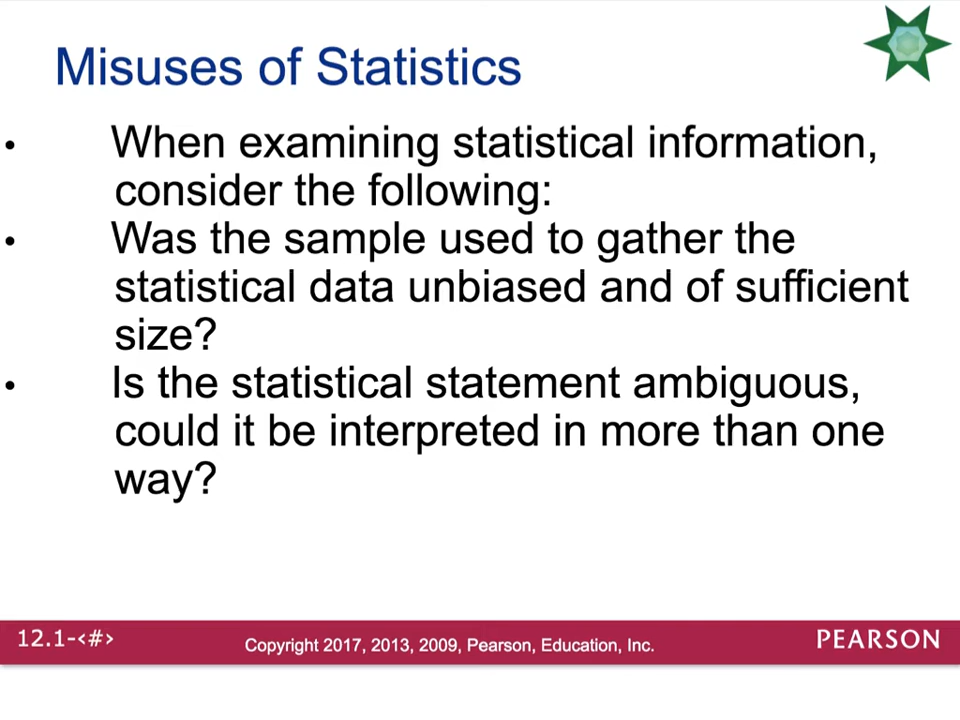 Misuses of Statistics
• When examining statistical information,
consider the following:
• Was the sample used to gather the
statistical data unbiased and of sufficient
size?
• Is the statistical statement ambiguous,
could it be interpreted in more than one
way?
12.1-‹#›
Copyright 2017, 2013, 2009, Pearson, Education, Inc.
PEARSON